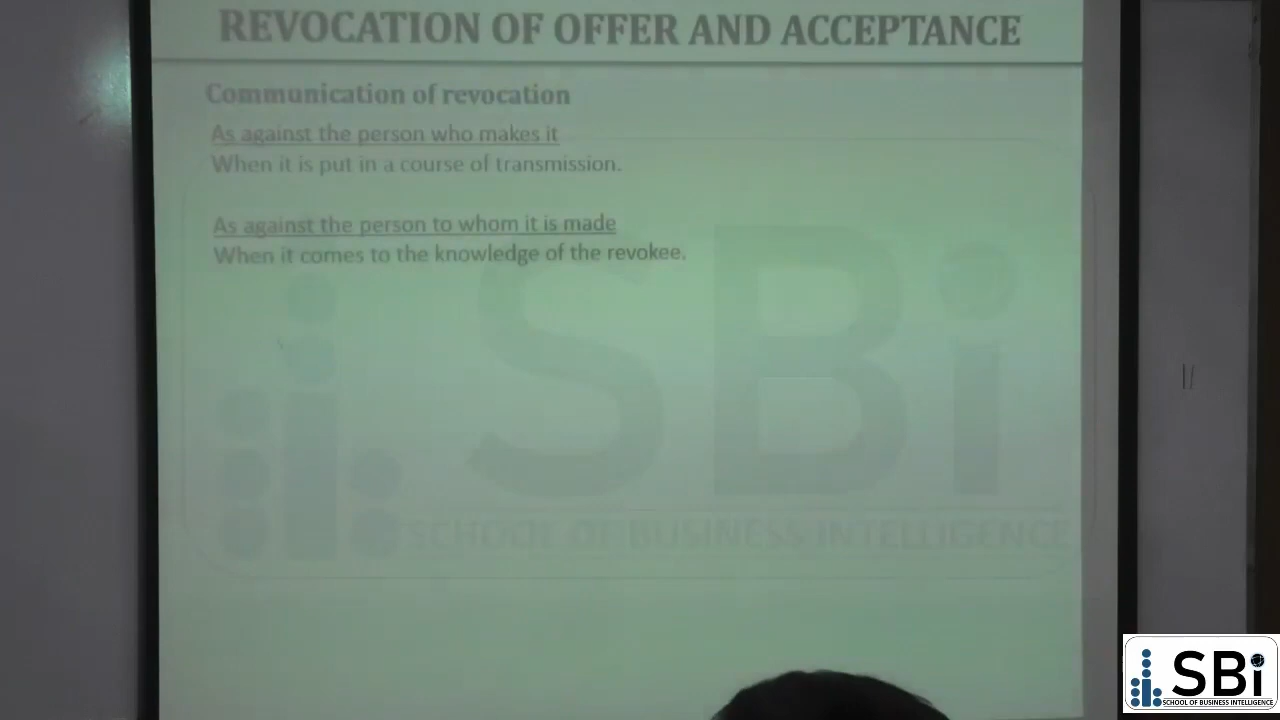 REVOCATION OF OFFER AND ACCEPTANCE
Communication of revocation
As against the person who makes it
When it is put in a course of transmission.
As against the person to whom it is made
When it comes to the knowledge of the revokee.
SBi
SCHOOL OF BUSINESS INTELLIGENCE
SBi
SCHOOL OF BUSINESS INTELLIGENCE